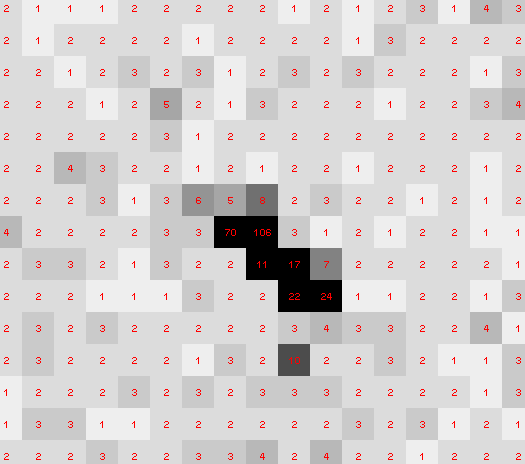 2 1 1 1 2 2 2 2 2 1 2 1 2 3 1 4 3
2 1 2 2 2 2 1 2 2 2 2 1 3 2 2 2 2
2 2 1 2 3 2 3 1 2 3 2 3 2 2 2 1 3
2 2 2 1 2 5 2 1 3 2 2 2 1 2 2 3 4
2 2 2 2 2 3 1 2 2 2 2 2 2 2 2 2 2
2 2 4 3 2 2 1 2 1 2 2 1 2 2 2 1 2
2 2 2 3 1 3 6 5 8 2 3 2 2 1 2 1 2
4 2 2 2 2 3 3 70 106 3 1 2 1 2 2 1 1
2 3 3 2 1 3 2 2 11 17 7 2 2 2 2 2 1
2 2 2 1 1 1 3 2 2 22 24 1 1 2 2 1 3
2 3 2 3 2 2 2 2 2 3 4 3 3 2 2 4 1
2 3 2 2 2 2 1 3 2 2 2 3 2 1 1 3
1 2 2 2 3 2 3 2 3 3 3 2 2 2 2 1 3
1 3 3 1 1 2 2 2 2 2 2 3 2 3 1 2 1
2 2 2 3 2 2 3 3 4 2 4 2 2 1 2 2 2